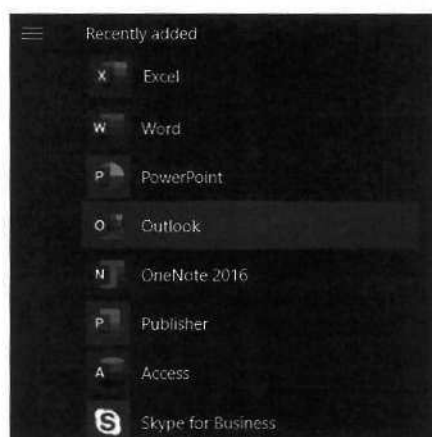 Recently added
X Excel
W Word
P PowerPoint
O Outlook
N OneNote 2016
P Publisher
A Access
S Skype for Business